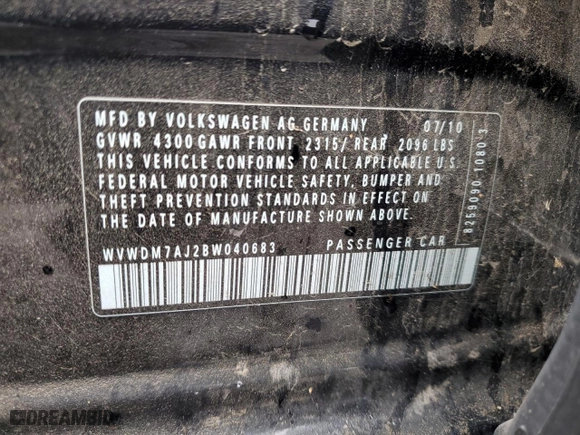 MFD BY VOLKSWAGEN AG GERMANY 07/10
GVWR 4300 GAWR FRONT 2315/ REAR 2096 LBS
THIS VEHICLE CONFORMS TO ALL APPLICABLE U.S.
FEDERAL MOTOR VEHICLE SAFETY, BUMPER AND
THEFT PREVENTION STANDARDS IN EFFECT ON
THE DATE OF MANUFACTURE SHOWN ABOVE.
WVWDM7AJ2BW040683 PASSENGER CAR
8259090-1080 3
DREAMBID